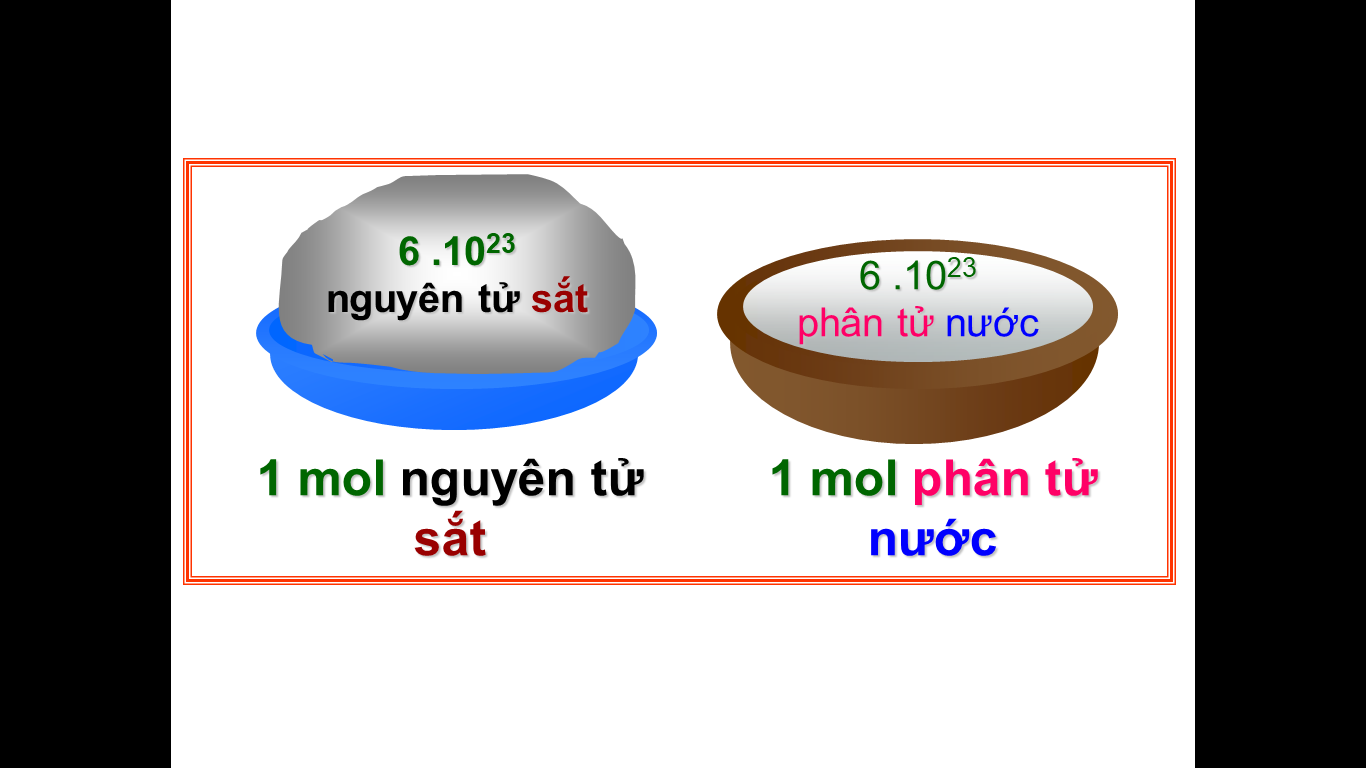 6 .10²³
nguyên tử sắt
1 mol nguyên tử
sắt
6 .10²³
phân tử nước
1 mol phân tử
nước